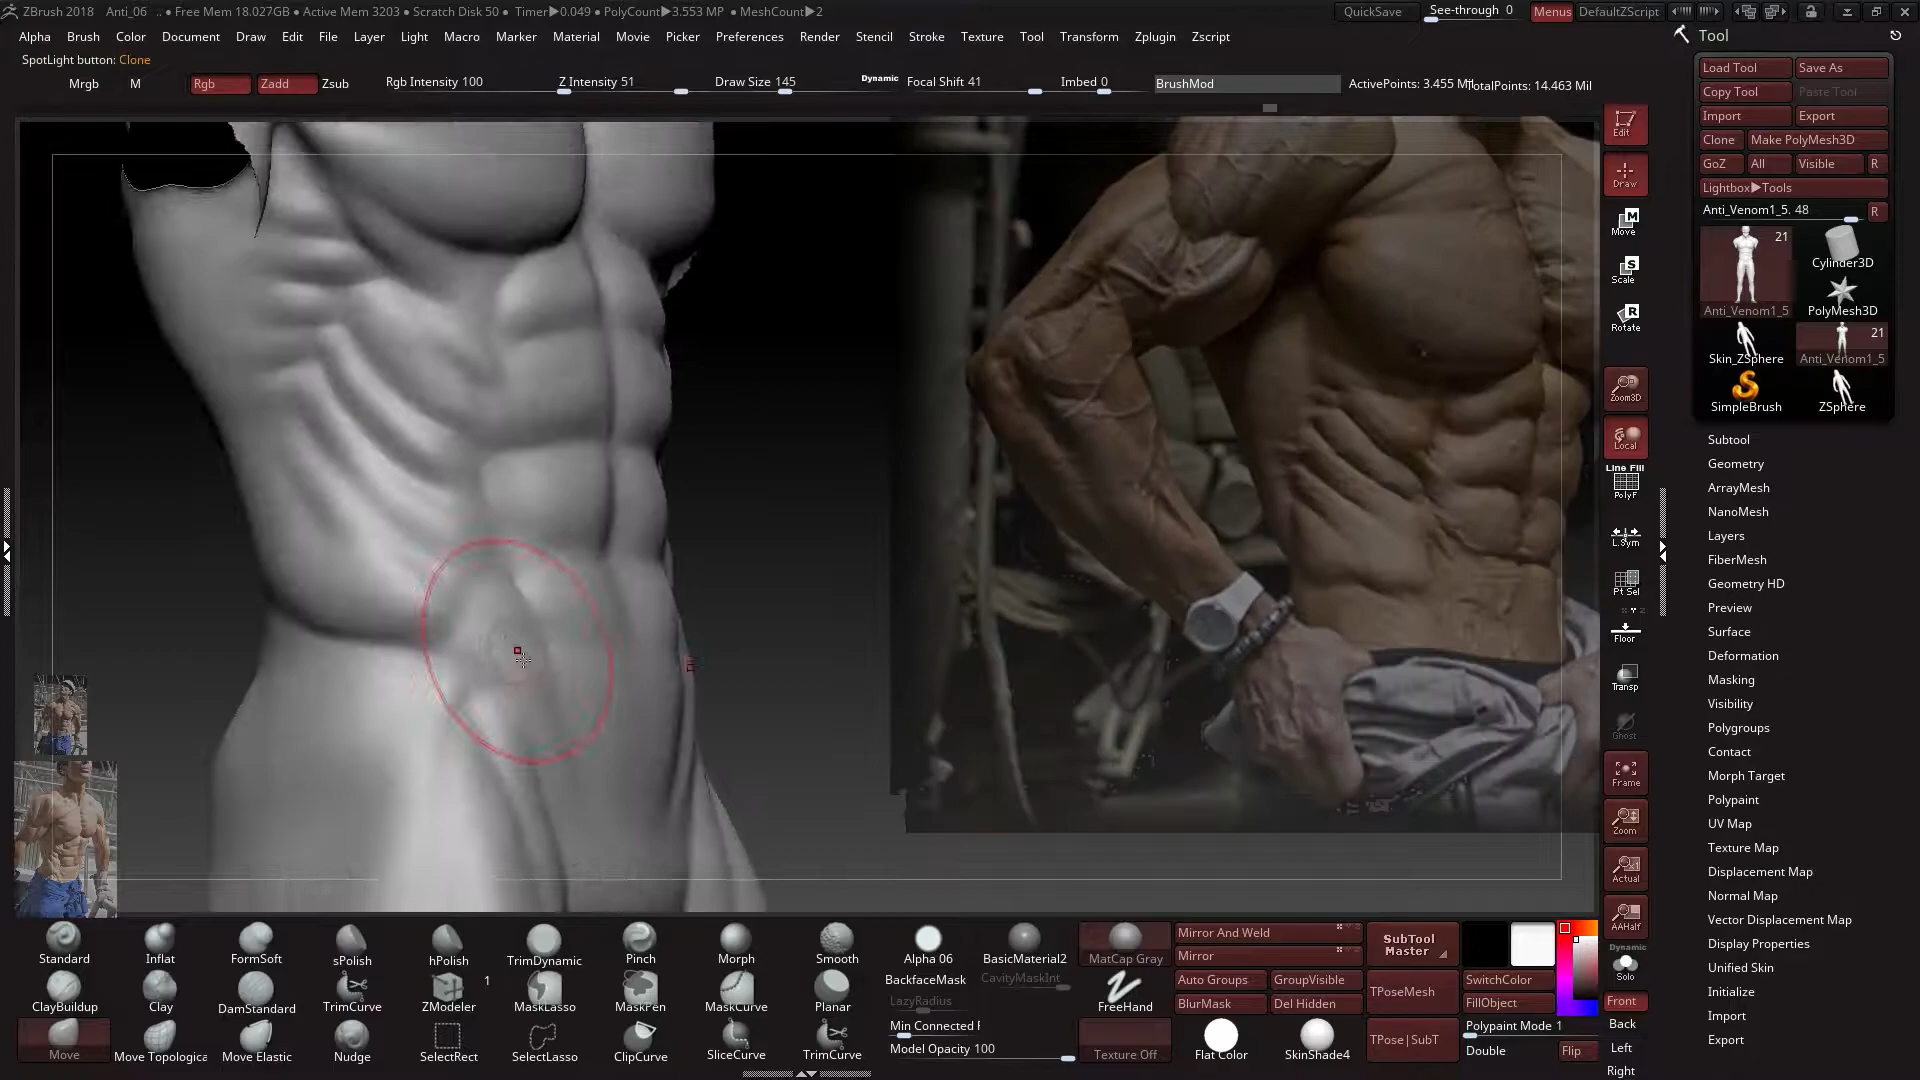 ZBrush 2018 Anti_06 .. ● Free Mem 18.027GB ● Active Mem 3203 ● Scratch Disk 50 ● Timer▶0.049 ● PolyCount▶3.553 MP ● MeshCount▶2 QuickSave See-through 0 Menus DefaultZScript
Alpha Brush Color Document Draw Edit File Layer Light Macro Marker Material Movie Picker Preferences Render Stencil Stroke Texture Tool Transform Zplugin Zscript
Tool
SpotLight button: Clone
Mrgb M Rgb Zadd Zsub Rgb Intensity 100 Z Intensity 51 Draw Size 145 Dynamic Focal Shift 41 Imbed 0 BrushMod ActivePoints: 3.455 Mil TotalPoints: 14.463 Mil
Load Tool Save As
Copy Tool Paste Tool
Import Export
Clone Make PolyMesh3D
GoZ All Visible R
Lightbox▶Tools
Anti_Venom1_5. 48 R
21
Cylinder3D
Anti_Venom1_5 PolyMesh3D
21
Skin_ZSphere Anti_Venom1_5
SimpleBrush ZSphere
Edit
Draw
M
Move
S
Scale
R
Rotate
Zoom3D
Local
Line Fill
PolyF
L.Sym
Pt Sel
Floor
Transp
Ghost
Frame
Zoom
Actual
AAHalf
Dynamic
Solo
Front
Back
Left
Right
Subtool
Geometry
ArrayMesh
NanoMesh
Layers
FiberMesh
Geometry HD
Preview
Surface
Deformation
Masking
Visibility
Polygroups
Contact
Morph Target
Polypaint
UV Map
Texture Map
Displacement Map
Normal Map
Vector Displacement Map
Display Properties
Unified Skin
Initialize
Import
Export
Standard Inflat FormSoft sPolish hPolish TrimDynamic Pinch Morph Smooth Alpha 06 BasicMaterial2 MatCap Gray
ClayBuildup Clay DamStandard TrimCurve ZModeler 1 MaskLasso MaskPen MaskCurve Planar BackfaceMask CavityMaskInt LazyRadius FreeHand
Move Move Topologica Move Elastic Nudge SelectRect SelectLasso ClipCurve SliceCurve TrimCurve Min Connected F Model Opacity 100 Texture Off Flat Color SkinShade4
Mirror And Weld
Mirror
Auto Groups GroupVisible
BlurMask Del Hidden
SubTool
Master
TPoseMesh
TPose|SubT
SwitchColor
FillObject
Polypaint Mode 1
Double Flip